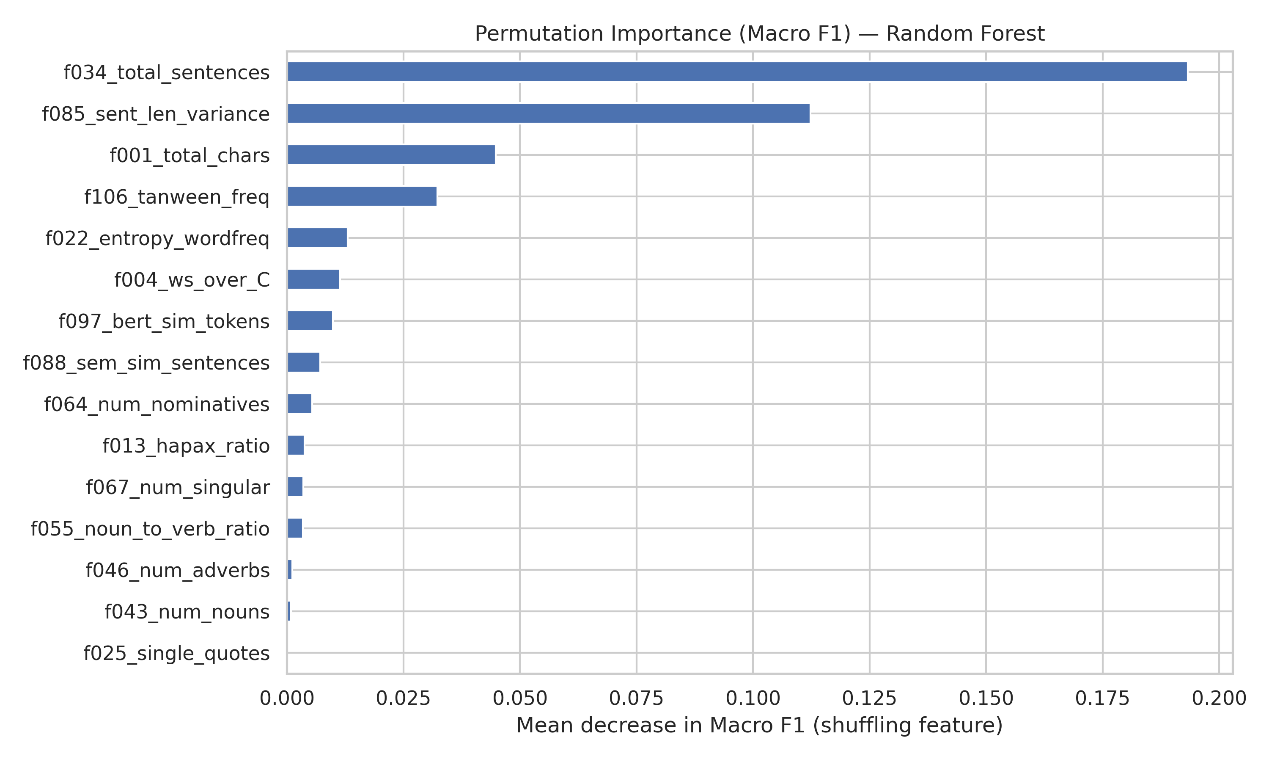 Permutation Importance (Macro F1) — Random Forest
f034_total_sentences
f085_sent_len_variance
f001_total_chars
f106_tanween_freq
f022_entropy_wordfreq
f004_ws_over_C
f097_bert_sim_tokens
f088_sem_sim_sentences
f064_num_nominatives
f013_hapax_ratio
f067_num_singular
f055_noun_to_verb_ratio
f046_num_adverbs
f043_num_nouns
f025_single_quotes
0.000 0.025 0.050 0.075 0.100 0.125 0.150 0.175 0.200
Mean decrease in Macro F1 (shuffling feature)